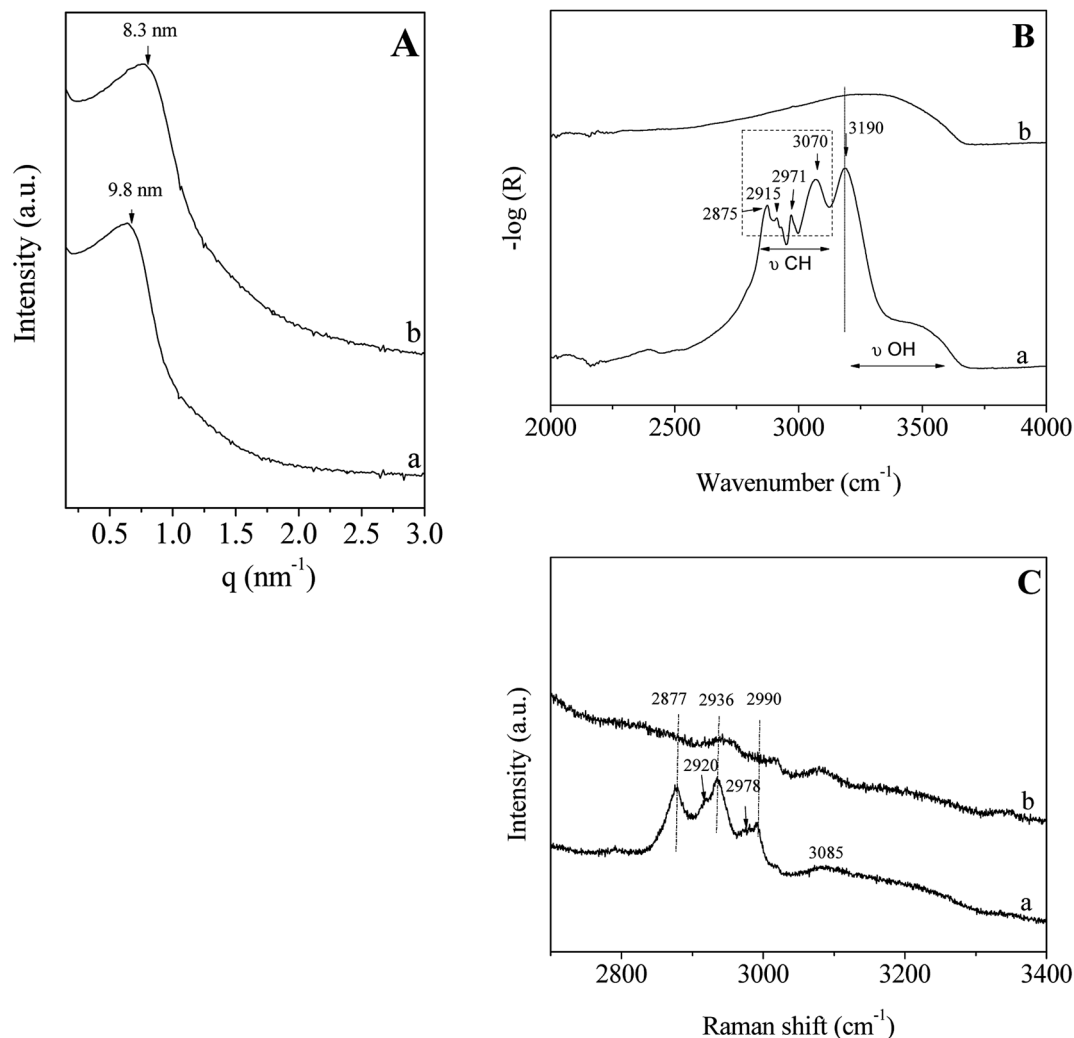 A
8.3 nm
9.8 nm
b
a
Intensity (a.u.)
0.5 1.0 1.5 2.0 2.5 3.0
q (nm⁻¹)
B
b
3190
3070
2971
2915
2875
υ CH
υ OH
a
-log (R)
2000 2500 3000 3500 4000
Wavenumber (cm⁻¹)
C
2877 2936 2990
2920
2978
b
3085
a
Intensity (a.u.)
2800 3000 3200 3400
Raman shift (cm⁻¹)